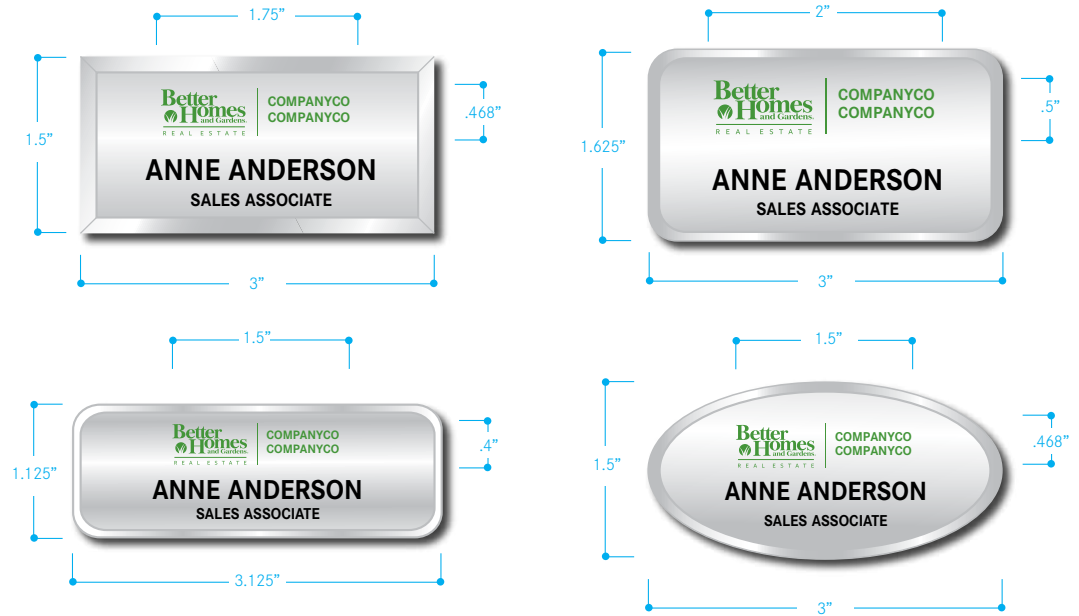 1.75”
Better
Homes
and Gardens
REAL ESTATE
COMPANYCO
COMPANYCO
.468”
1.5”
ANNE ANDERSON
SALES ASSOCIATE
3”
2”
Better
Homes
and Gardens
REAL ESTATE
COMPANYCO
COMPANYCO
.5”
1.625”
ANNE ANDERSON
SALES ASSOCIATE
3”
1.5”
Better
Homes
and Gardens
REAL ESTATE
COMPANYCO
COMPANYCO
.4”
1.125”
ANNE ANDERSON
SALES ASSOCIATE
3.125”
1.5”
Better
Homes
and Gardens
REAL ESTATE
COMPANYCO
COMPANYCO
.468”
1.5”
ANNE ANDERSON
SALES ASSOCIATE
3”